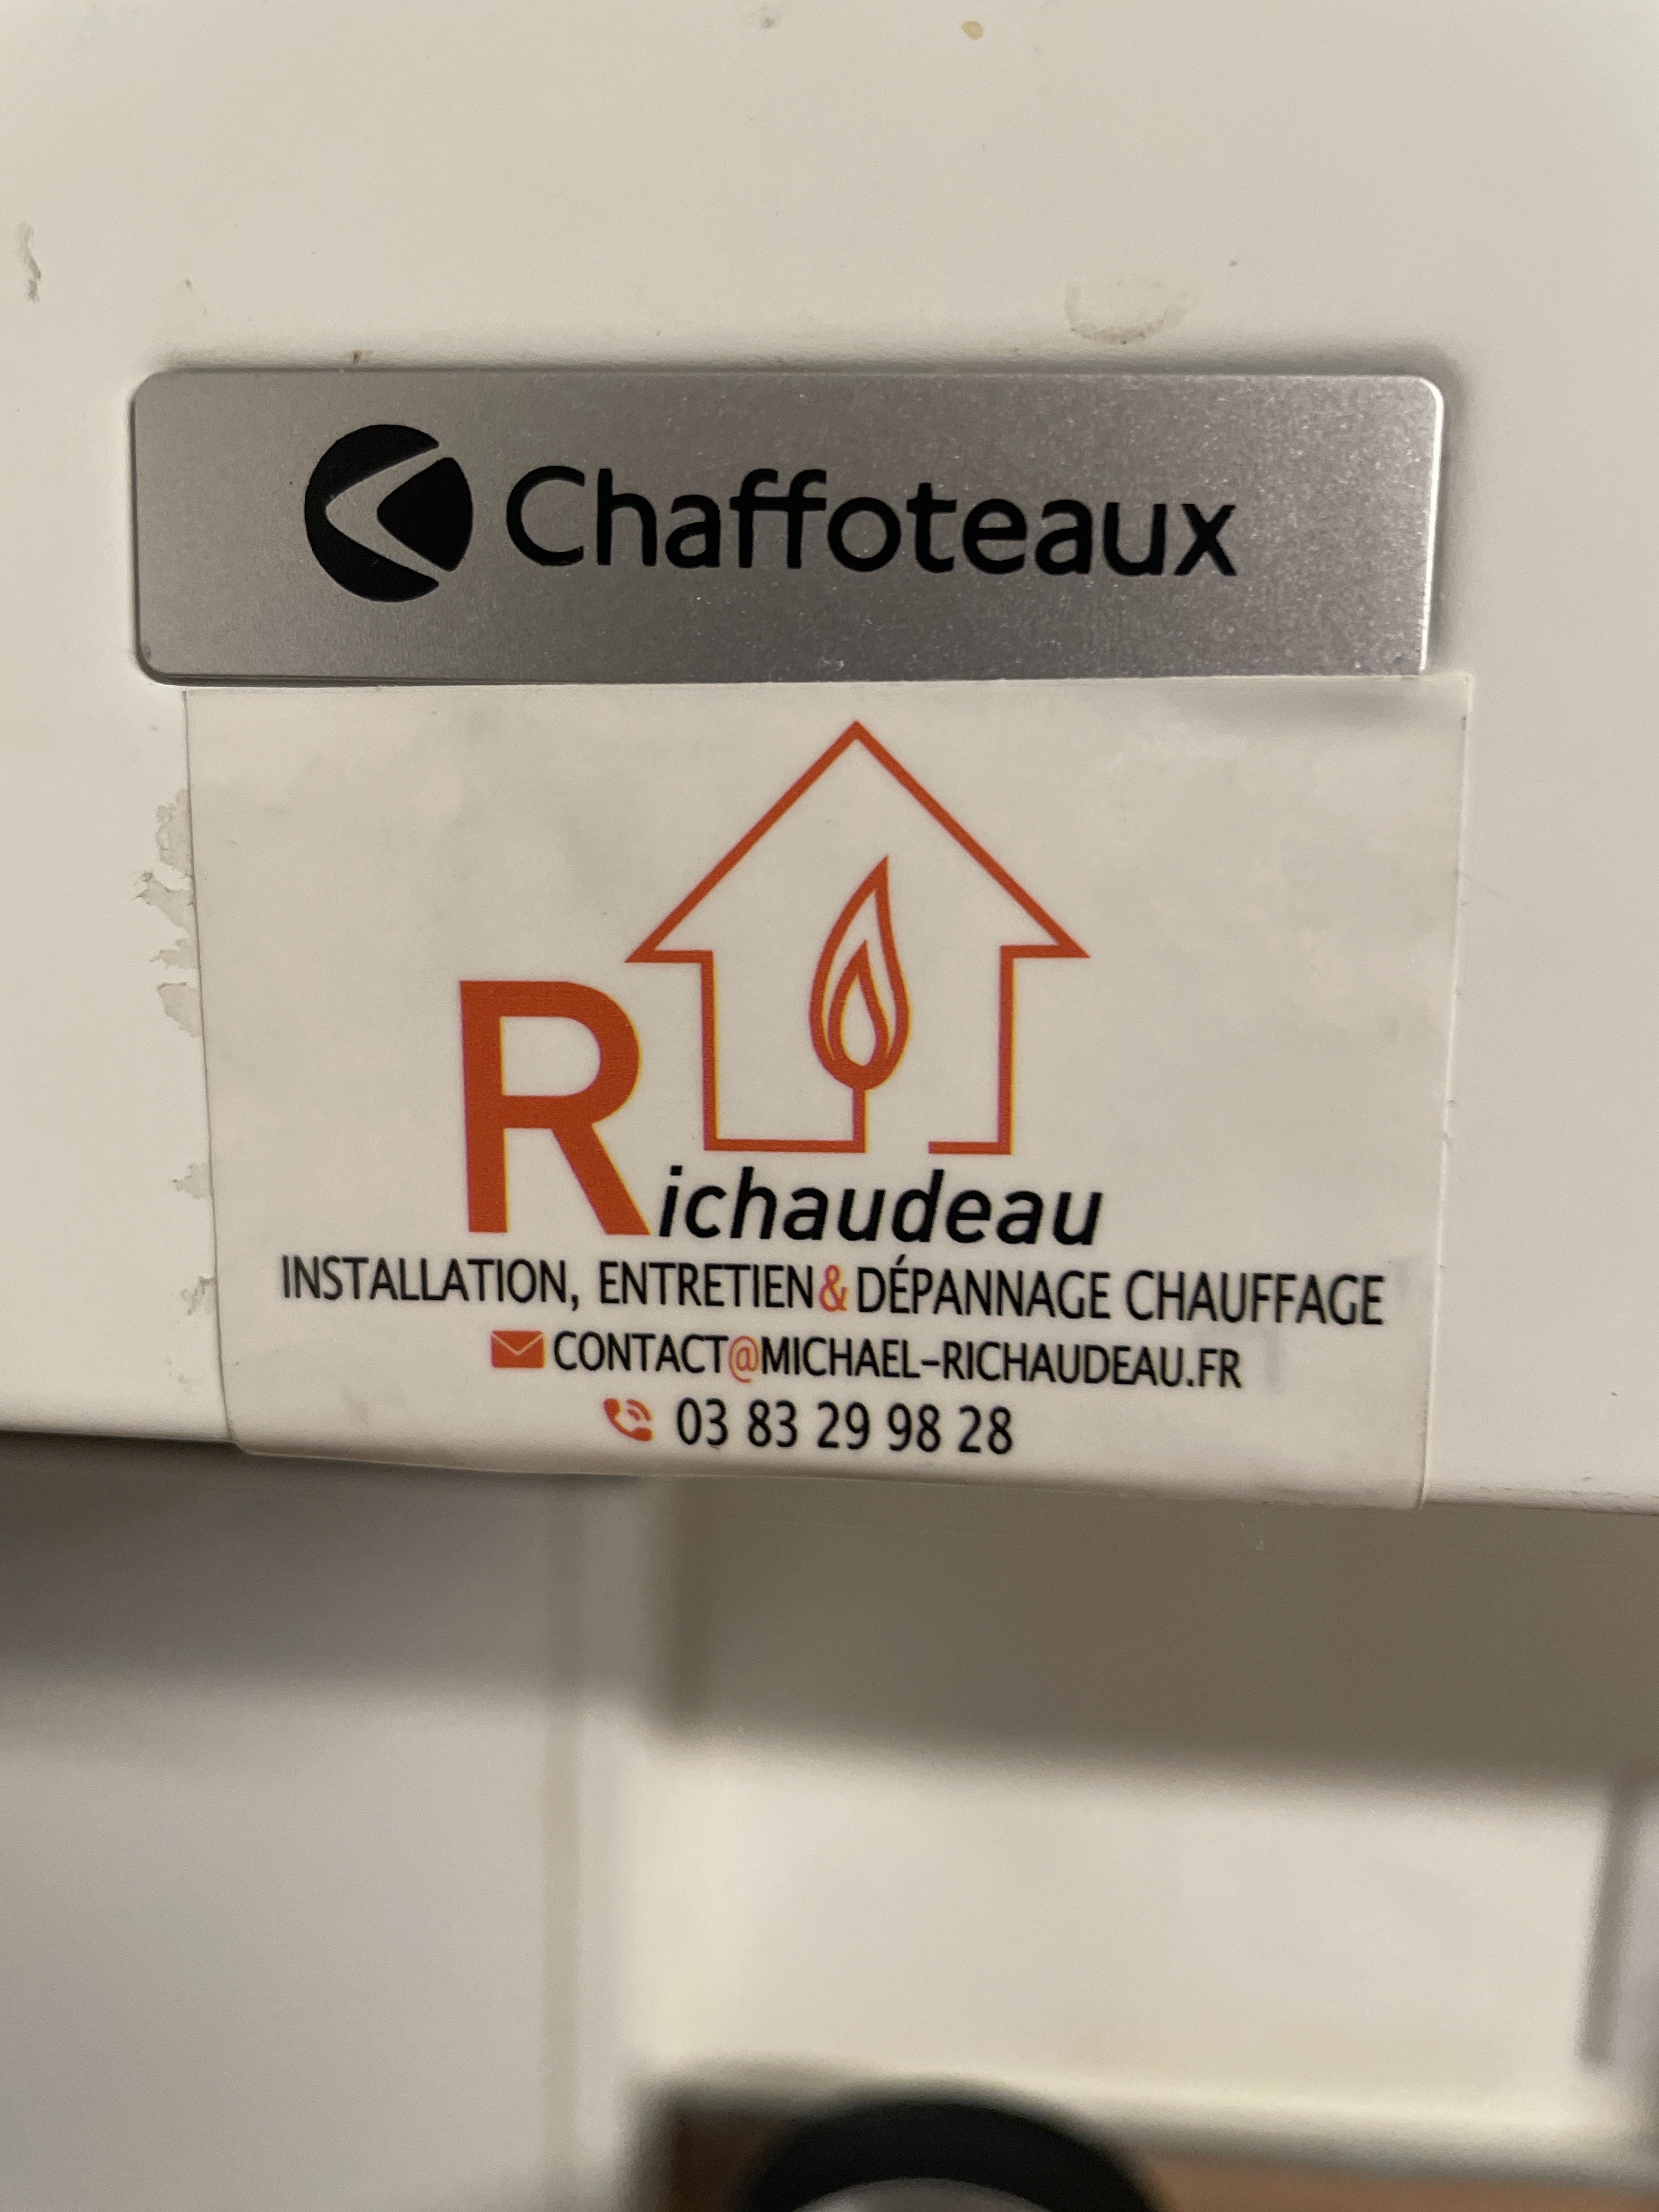 Chaffoteaux
Richaudeau
INSTALLATION, ENTRETIEN & DÉPANNAGE CHAUFFAGE
CONTACT@MICHAEL-RICHAUDEAU.FR
03 83 29 98 28